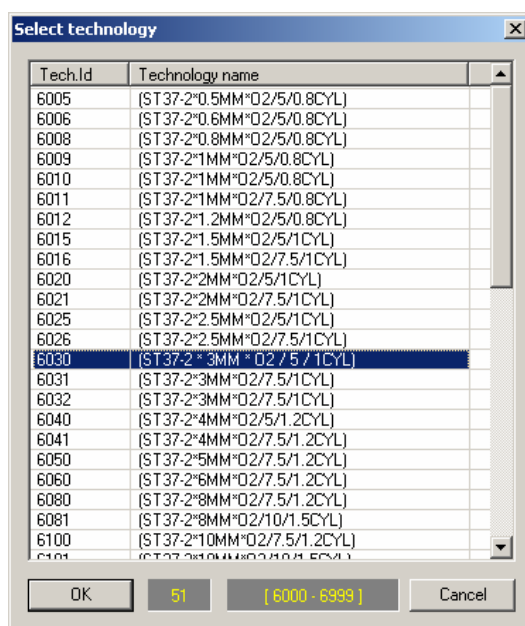 Select technology
Tech.Id Technology name
6005 (ST37-2*0.5MM*O2/5/0.8CYL)
6006 (ST37-2*0.6MM*O2/5/0.8CYL)
6008 (ST37-2*0.8MM*O2/5/0.8CYL)
6009 (ST37-2*1MM*O2/5/0.8CYL)
6010 (ST37-2*1MM*O2/5/0.8CYL)
6011 (ST37-2*1MM*O2/7.5/0.8CYL)
6012 (ST37-2*1.2MM*O2/5/0.8CYL)
6015 (ST37-2*1.5MM*O2/5/1CYL)
6016 (ST37-2*1.5MM*O2/7.5/1CYL)
6020 (ST37-2*2MM*O2/5/1CYL)
6021 (ST37-2*2MM*O2/7.5/1CYL)
6025 (ST37-2*2.5MM*O2/5/1CYL)
6026 (ST37-2*2.5MM*O2/7.5/1CYL)
6030 (ST37-2 * 3MM * O2 / 5 / 1CYL)
6031 (ST37-2*3MM*O2/7.5/1CYL)
6032 (ST37-2*3MM*O2/7.5/1CYL)
6040 (ST37-2*4MM*O2/5/1.2CYL)
6041 (ST37-2*4MM*O2/7.5/1.2CYL)
6050 (ST37-2*5MM*O2/7.5/1.2CYL)
6060 (ST37-2*6MM*O2/7.5/1.2CYL)
6080 (ST37-2*8MM*O2/7.5/1.2CYL)
6081 (ST37-2*8MM*O2/10/1.5CYL)
6100 (ST37-2*10MM*O2/7.5/1.2CYL)
6101 (ST37-2*10MM*O2/10/1.5CYL)
OK 51 [ 6000 - 6999 ] Cancel